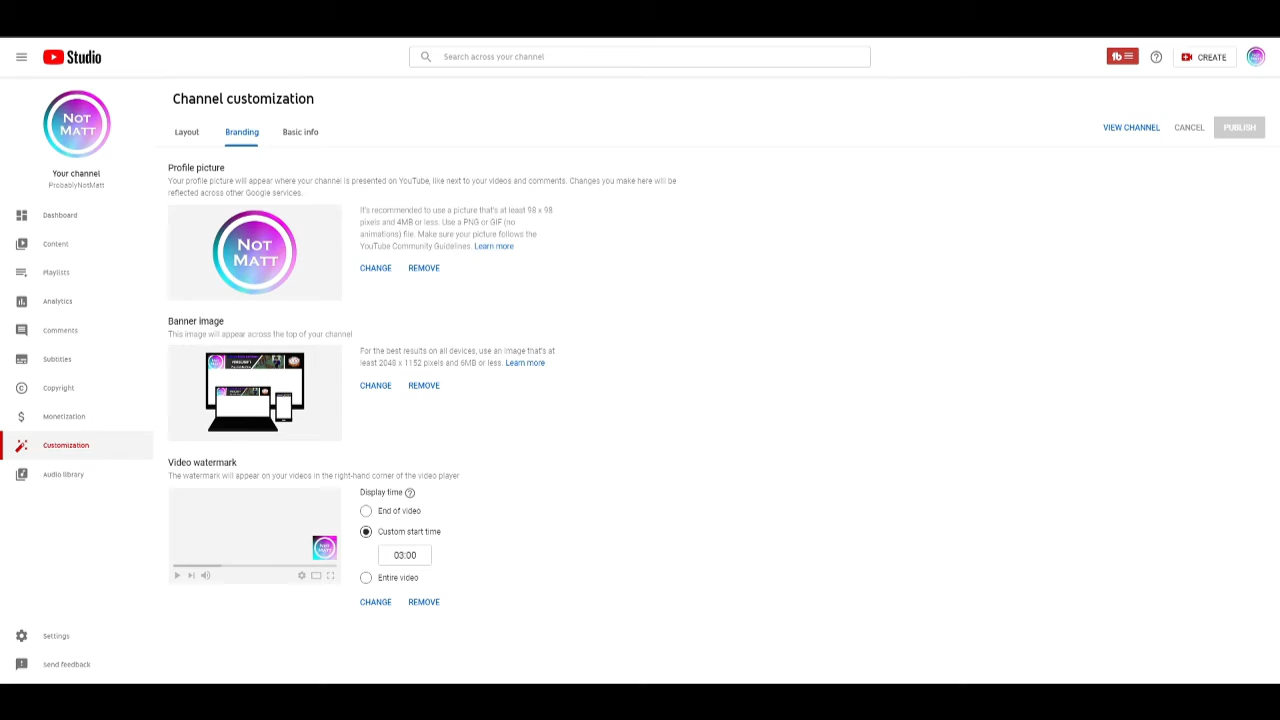 Studio
Search across your channel
CREATE
NOT
MATT
Your channel
ProbablyNotMatt
Dashboard
Content
Playlists
Analytics
Comments
Subtitles
Copyright
Monetization
Customization
Audio library
Settings
Send feedback
Channel customization
Layout
Branding
Basic info
VIEW CHANNEL
CANCEL
PUBLISH
Profile picture
Your profile picture will appear where your channel is presented on YouTube, like next to your videos and comments. Changes you make here will be
reflected across other Google services.
NOT
MATT
It's recommended to use a picture that's at least 98 x 98
pixels and 4MB or less. Use a PNG or GIF (no
animations) file. Make sure your picture follows the
YouTube Community Guidelines. Learn more
CHANGE
REMOVE
Banner image
This image will appear across the top of your channel
For the best results on all devices, use an image that's at
least 2048 x 1152 pixels and 6MB or less. Learn more
CHANGE
REMOVE
Video watermark
The watermark will appear on your videos in the right-hand corner of the video player
NOT
MATT
Display time
End of video
Custom start time
03:00
Entire video
CHANGE
REMOVE